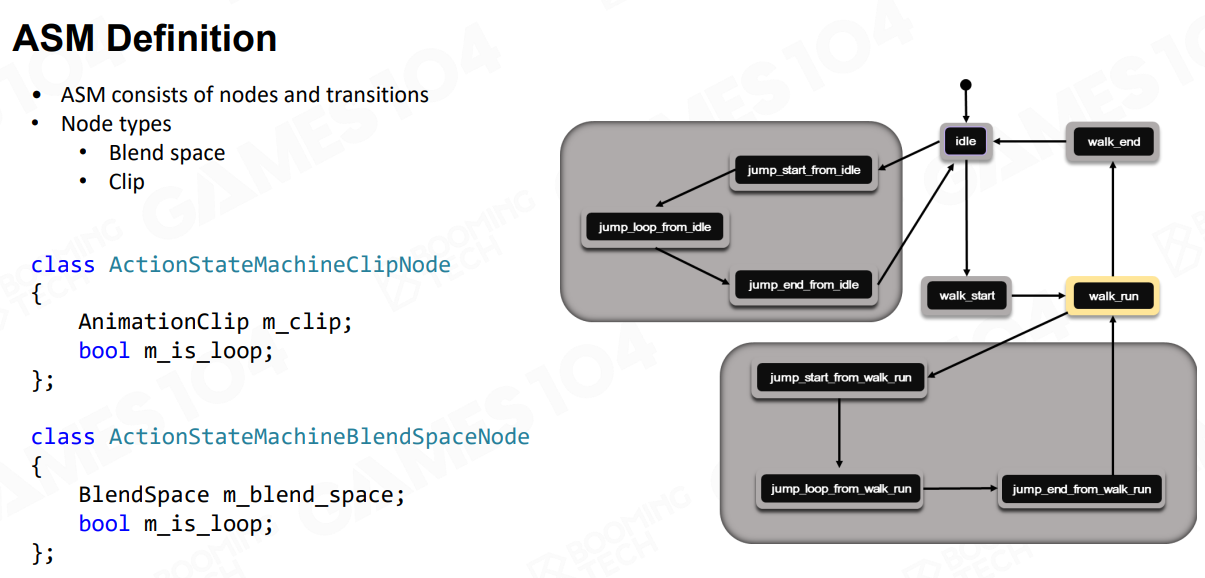 ASM Definition
• ASM consists of nodes and transitions
• Node types
• Blend space
• Clip
class ActionStateMachineClipNode
{
AnimationClip m_clip;
bool m_is_loop;
};
class ActionStateMachineBlendSpaceNode
{
BlendSpace m_blend_space;
bool m_is_loop;
};
idle
walk_end
jump_start_from_idle
jump_loop_from_idle
jump_end_from_idle
walk_start
walk_run
jump_start_from_walk_run
jump_loop_from_walk_run
jump_end_from_walk_run
GAMES104
BOOMING
TECH